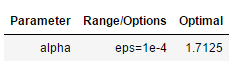 Parameter Range/Options Optimal
alpha eps=1e-4 1.7125